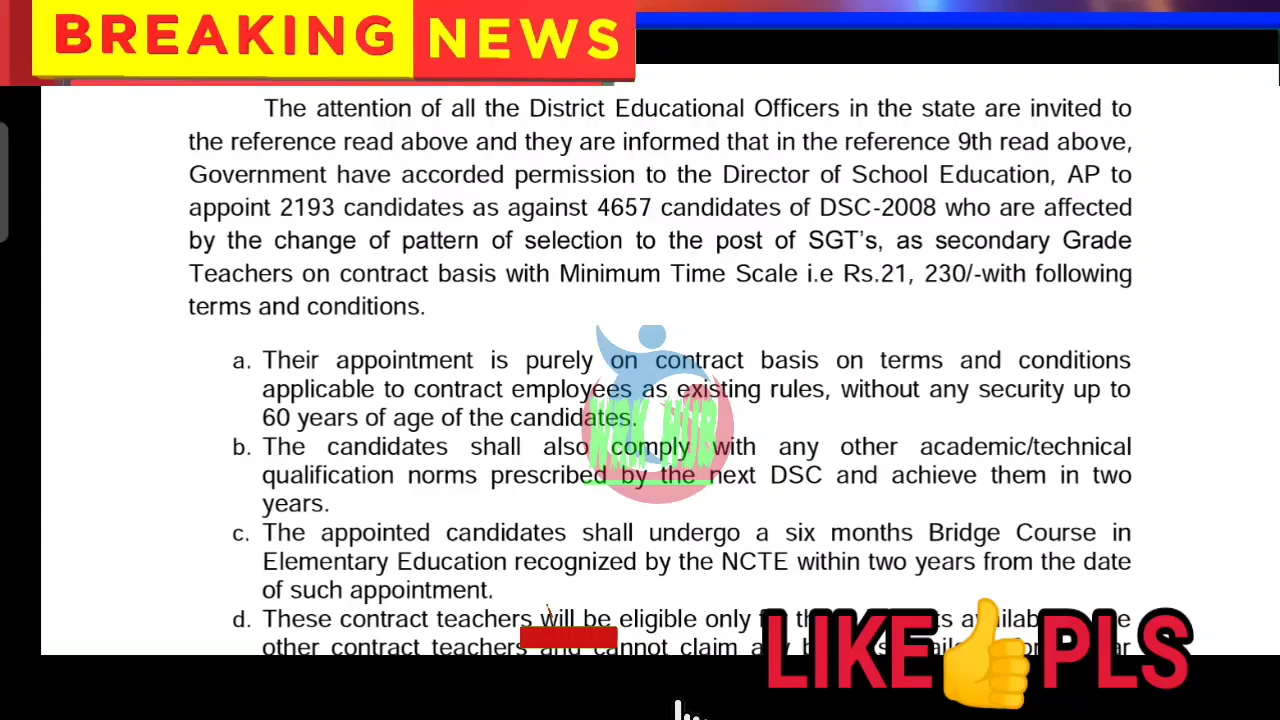 BREAKING NEWS
The attention of all the District Educational Officers in the state are invited to
the reference read above and they are informed that in the reference 9th read above,
Government have accorded permission to the Director of School Education, AP to
appoint 2193 candidates as against 4657 candidates of DSC-2008 who are affected
by the change of pattern of selection to the post of SGT's, as secondary Grade
Teachers on contract basis with Minimum Time Scale i.e Rs.21, 230/-with following
terms and conditions.
a. Their appointment is purely on contract basis on terms and conditions
applicable to contract employees as existing rules, without any security up to
60 years of age of the candidates.
b. The candidates shall also comply with any other academic/technical
qualification norms prescribed by the next DSC and achieve them in two
years.
c. The appointed candidates shall undergo a six months Bridge Course in
Elementary Education recognized by the NCTE within two years from the date
of such appointment.
d. These contract teachers will be eligible only
other contract teachers and cannot claim
LIKE PLS